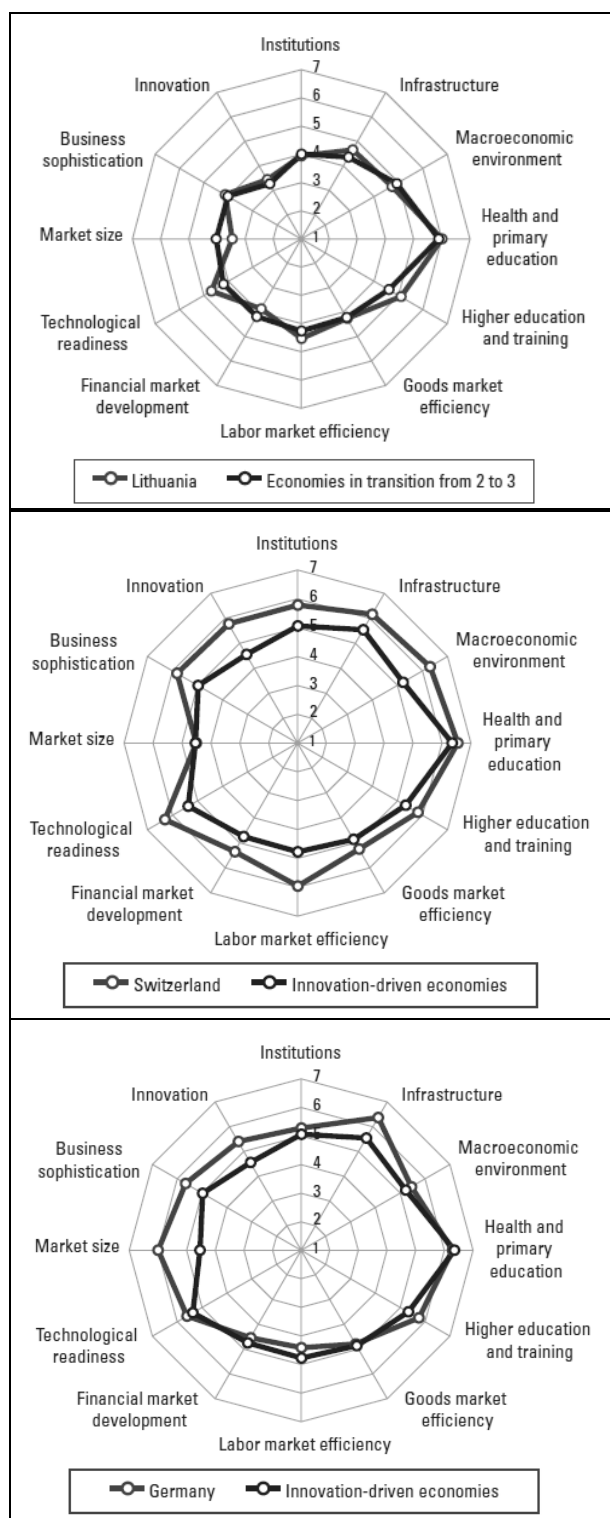 Institutions
7
Innovation
6
Infrastructure
5
Business
sophistication
4
Macroeconomic
environment
3
2
Market size
1
Health and
primary
education
Technological
readiness
Higher education
and training
Financial market
development
Goods market
efficiency
Labor market efficiency
Lithuania
Economies in transition from 2 to 3
Institutions
7
Innovation
6
Infrastructure
5
Business
sophistication
4
Macroeconomic
environment
3
2
Market size
1
Health and
primary
education
Technological
readiness
Higher education
and training
Financial market
development
Goods market
efficiency
Labor market efficiency
Switzerland
Innovation-driven economies
Institutions
7
Innovation
6
Infrastructure
5
Business
sophistication
4
Macroeconomic
environment
3
2
Market size
1
Health and
primary
education
Technological
readiness
Higher education
and training
Financial market
development
Goods market
efficiency
Labor market efficiency
Germany
Innovation-driven economies